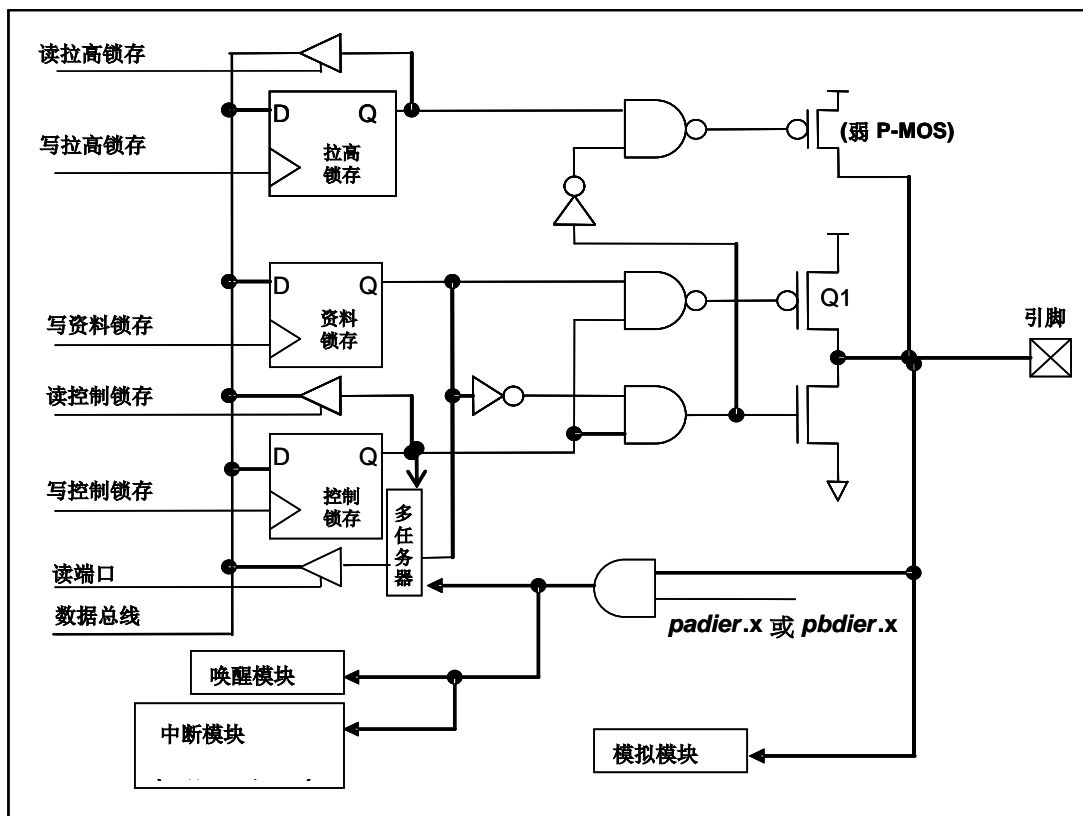 读拉高锁存
D
Q
写拉高锁存
拉高
锁存
(弱 P-MOS)
D
Q
写资料锁存
资料
锁存
Q1
引脚
读控制锁存
D
Q
写控制锁存
控制
锁存
多
任
务
器
读端口
数据总线
padier.x 或 pbdier.x
唤醒模块
中断模块
模拟模块